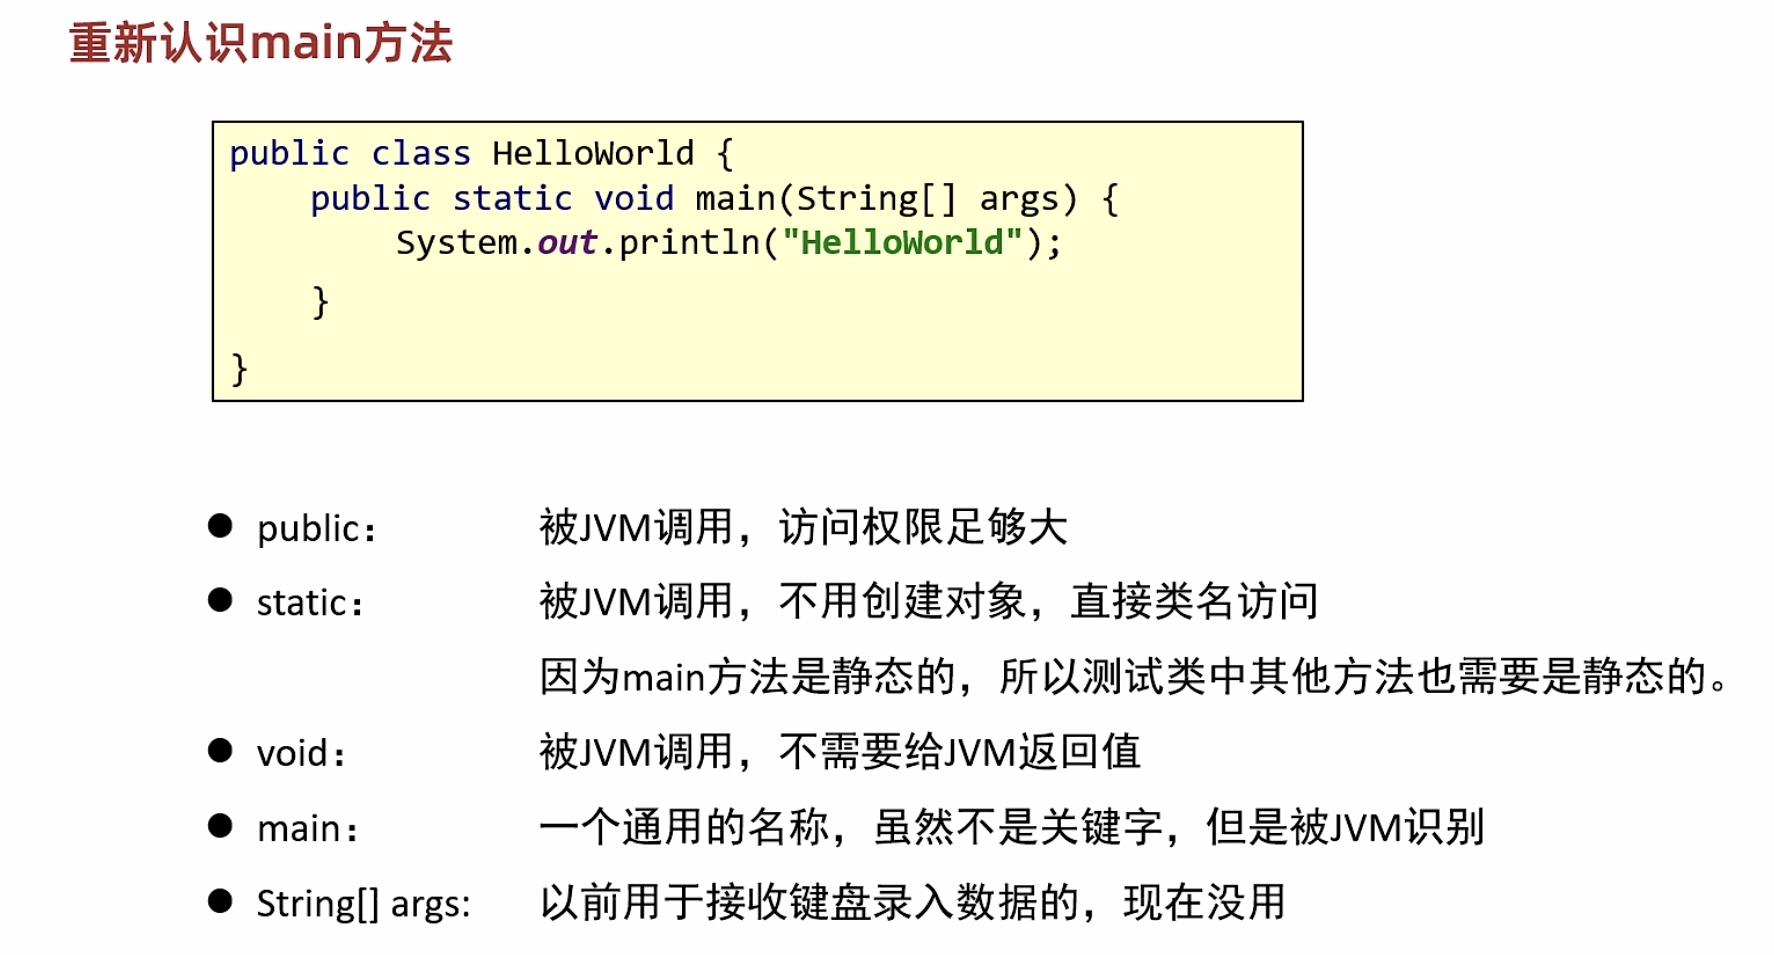 重新认识main方法
public class HelloWorld {
public static void main(String[] args) {
System.out.println("HelloWorld");
}
}
● public： 被JVM调用，访问权限足够大
● static： 被JVM调用，不用创建对象，直接类名访问
因为main方法是静态的，所以测试类中其他方法也需要是静态的。
● void： 被JVM调用，不需要给JVM返回值
● main： 一个通用的名称，虽然不是关键字，但是被JVM识别
● String[] args: 以前用于接收键盘录入数据的，现在没用